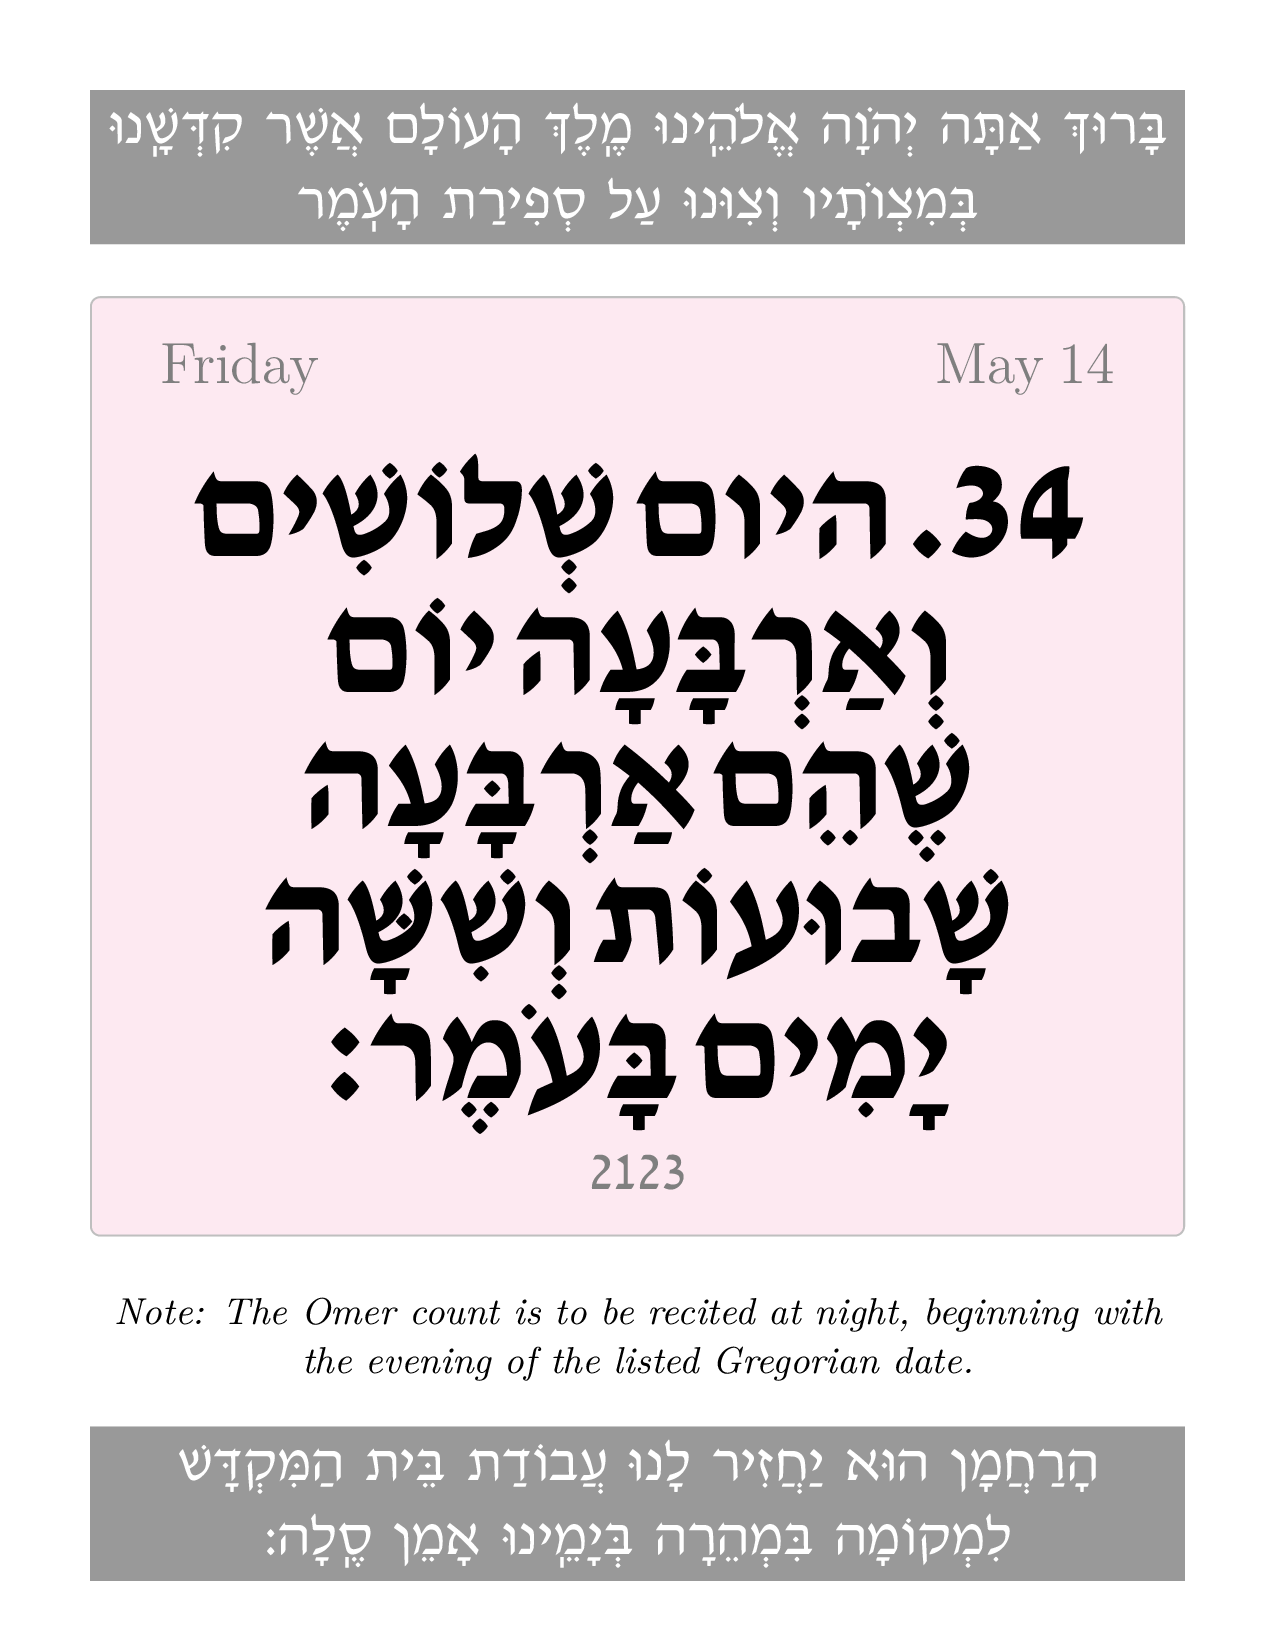 בָּרוּךְ אַתָּה יְהֹוָה אֱלֹהֵֽינוּ מֶֽלֶךְ הָעוֹלָם אֲשֶׁר קִדְּשָֽׁנוּ
בְּמִצְוֹתָיו וְצִוּנוּ עַל סְפִירַת הָעֹֽמֶר
Friday May 14
34. היום שְׁלוֹשִׁים
וְאַרְבָּעָה יוֹם
שֶׁהֵם אַרְבָּעָה
שָׁבוּעוֹת וְשִׁשָּׁה
יָמִים בָּעֹמֶר:
2123
Note: The Omer count is to be recited at night, beginning with
the evening of the listed Gregorian date.
הָרַחֲמָן הוּא יַחֲזִיר לָנוּ עֲבוֹדַת בֵּית הַמִּקְדָּשׁ
לִמְקוֹמָהּ בִּמְהֵרָה בְּיָמֵֽינוּ אָמֵן סֶֽלָה: